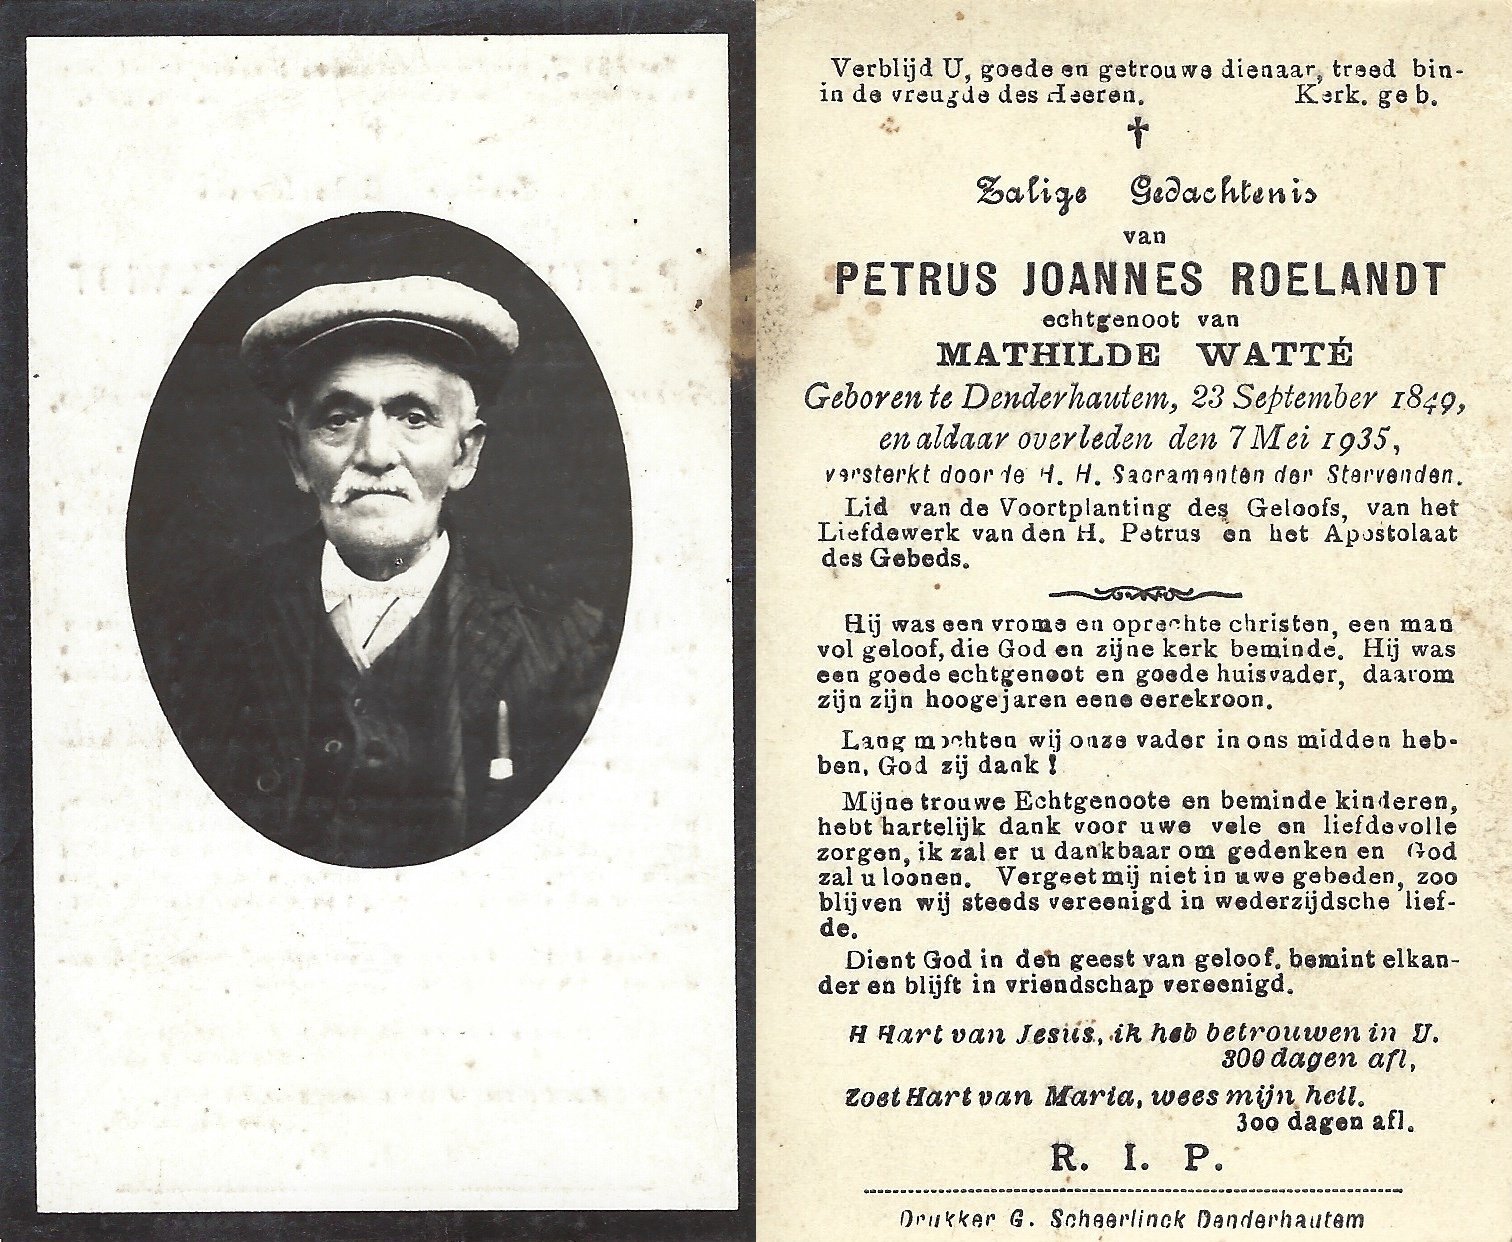 Verblijd U, goede en getrouwe dienaar, treed bin-
in de vreugde des Heeren. Kerk. geb.
†
Zalige Gedachtenis
van
PETRUS JOANNES ROELANDT
echtgenoot van
MATHILDE WATTÉ
Geboren te Denderhautem, 23 September 1849,
en aldaar overleden den 7 Mei 1935,
versterkt door de H. H. Sacramenten der Stervenden.
Lid van de Voortplanting des Geloofs, van het
Liefdewerk van den H. Petrus en het Apostolaat
des Gebeds.
Hij was een vrome en oprechte christen, een man
vol geloof, die God en zijne kerk beminde. Hij was
een goede echtgenoot en goede huisvader, daarom
zijn zijn hooge jaren eene eerekroon.
Lang mochten wij onze vader in ons midden heb-
ben, God zij dank !
Mijne trouwe Echtgenoote en beminde kinderen,
hebt hartelijk dank voor uwe vele en liefdevolle
zorgen, ik zal er u dankbaar om gedenken en God
zal u loonen. Vergeet mij niet in uwe gebeden, zoo
blijven wij steeds vereenigd in wederzijdsche lief-
de.
Dient God in den geest van geloof, bemint elkan-
der en blijft in vriendschap vereenigd.
H Hart van Jesus, ik heb betrouwen in U.
300 dagen afl,
Zoet Hart van Maria, wees mijn heil.
300 dagen afl.
R. I. P.
Drukker G. Scheerlinck Denderhautem